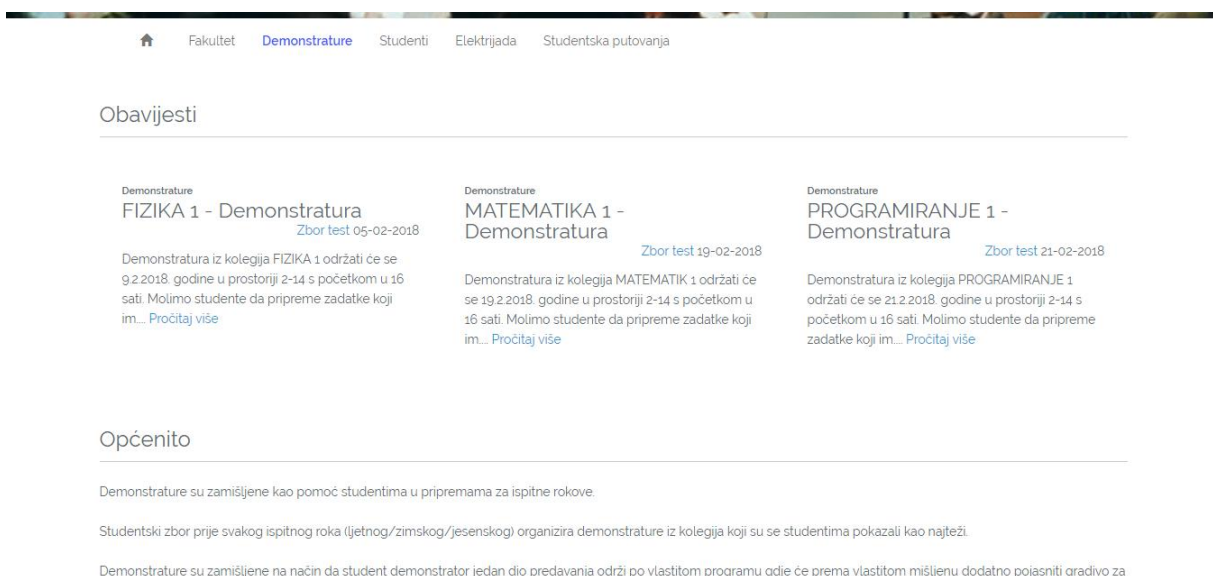 Fakultet Demonstrature Studenti Elektrijada Studentska putovanja
Obavijesti
Demonstrature
FIZIKA 1 - Demonstratura
Zbor test 05-02-2018
Demonstratura iz kolegija FIZIKA 1 održati će se
9.2.2018. godine u prostoriji 2-14 s početkom u 16
sati. Molimo studente da pripreme zadatke koji
im.... Pročitaj više
Demonstrature
MATEMATIKA 1 -
Demonstratura
Zbor test 19-02-2018
Demonstratura iz kolegija MATEMATIK 1 održati će
se 19.2.2018. godine u prostoriji 2-14 s početkom u
16 sati. Molimo studente da pripreme zadatke koji
im.... Pročitaj više
Demonstrature
PROGRAMIRANJE 1 -
Demonstratura
Zbor test 21-02-2018
Demonstratura iz kolegija PROGRAMIRANJE 1
održati će se 21.2.2018. godine u prostoriji 2-14 s
početkom u 16 sati. Molimo studente da pripreme
zadatke koji im.... Pročitaj više
Općenito
Demonstrature su zamišljene kao pomoć studentima u pripremama za ispitne rokove.
Studentski zbor prije svakog ispitnog roka (ljetnog/zimskog/jesenskog) organizira demonstrature iz kolegija koji su se studentima pokazali kao najteži.
Demonstrature su zamišljene na način da student demonstrator jedan dio predavanja održi po vlastitom programu gdje će prema vlastitom mišljenu dodatno pojasniti gradivo za